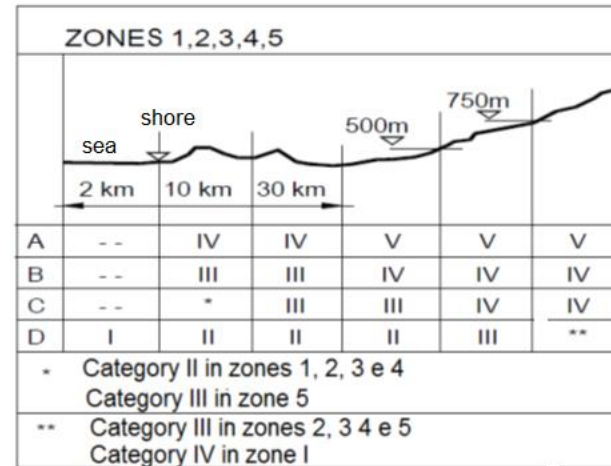 ZONES 1,2,3,4,5
750m
shore
500m
sea
2 km 10 km 30 km
A -- IV IV V V V
B -- III III IV IV IV
C -- * III III IV IV
D I II II II III **
* Category II in zones 1, 2, 3 e 4
Category III in zone 5
** Category III in zones 2, 3 4 e 5
Category IV in zone I